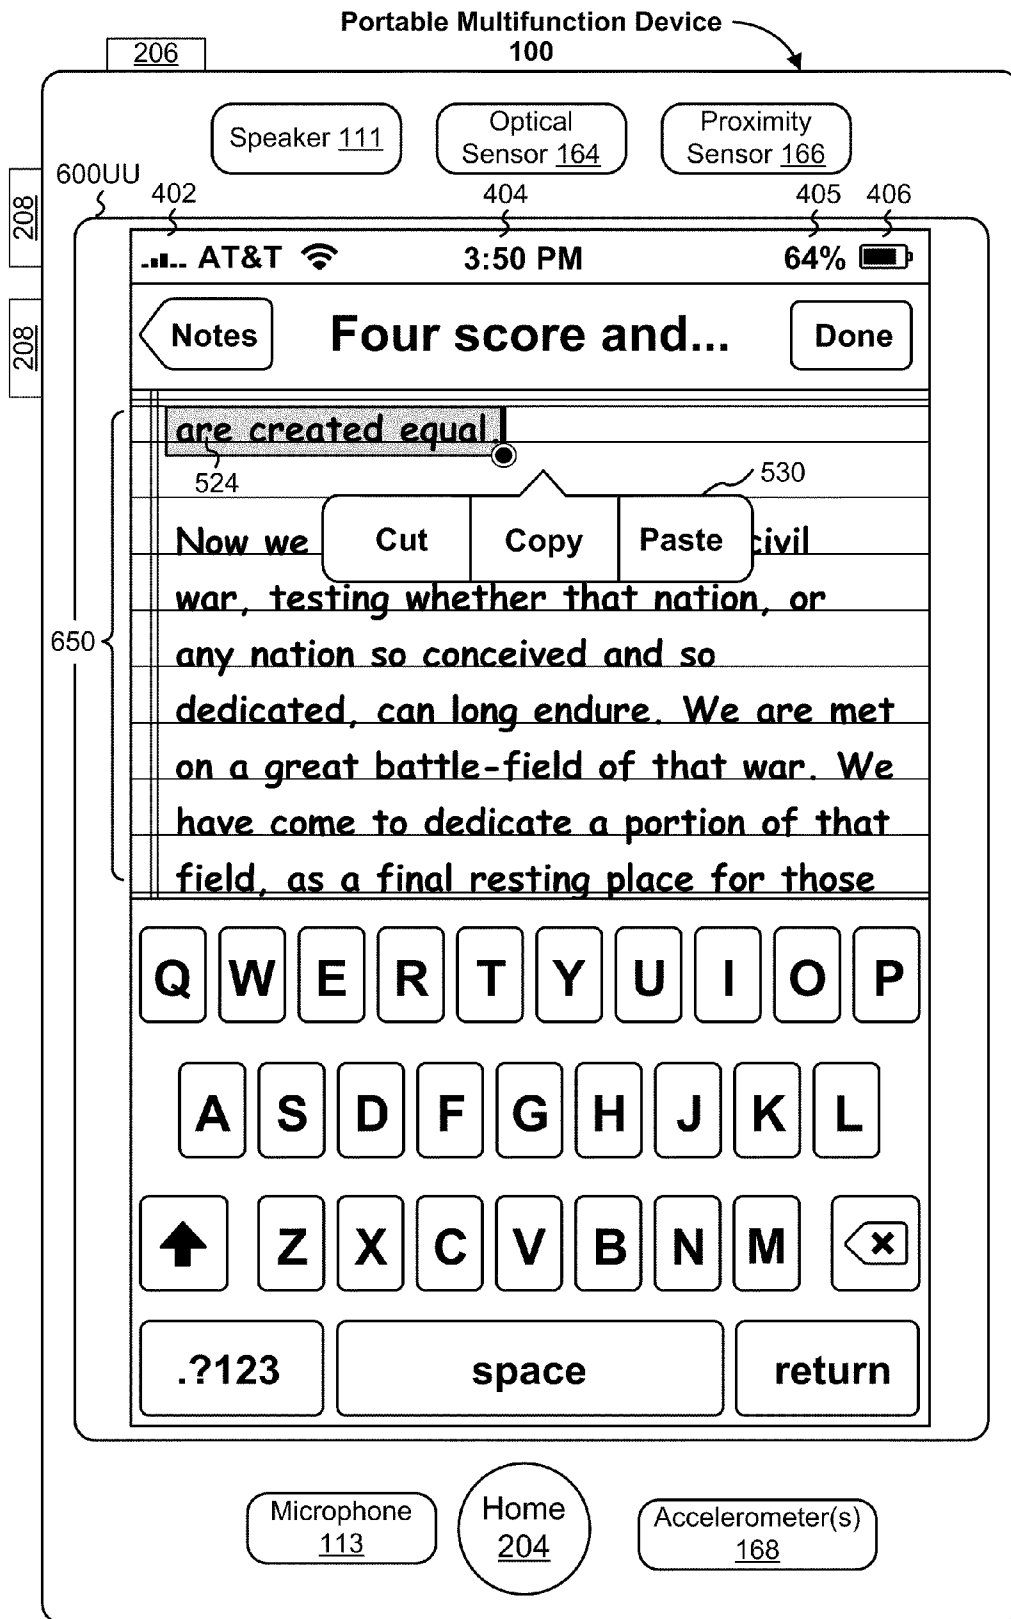 Portable Multifunction Device
100
206
Speaker 111
Optical
Sensor 164
Proximity
Sensor 166
208
208
600UU
402
404
405
406
AT&T
3:50 PM
64%
Notes
Four score and...
Done
are created equal.
524
530
Cut
Copy
Paste
Now we civil
war, testing whether that nation, or
any nation so conceived and so
dedicated, can long endure. We are met
on a great battle-field of that war. We
have come to dedicate a portion of that
field, as a final resting place for those
650
Q W E R T Y U I O P
A S D F G H J K L
Z X C V B N M
.?123
space
return
Microphone
113
Home
204
Accelerometer(s)
168